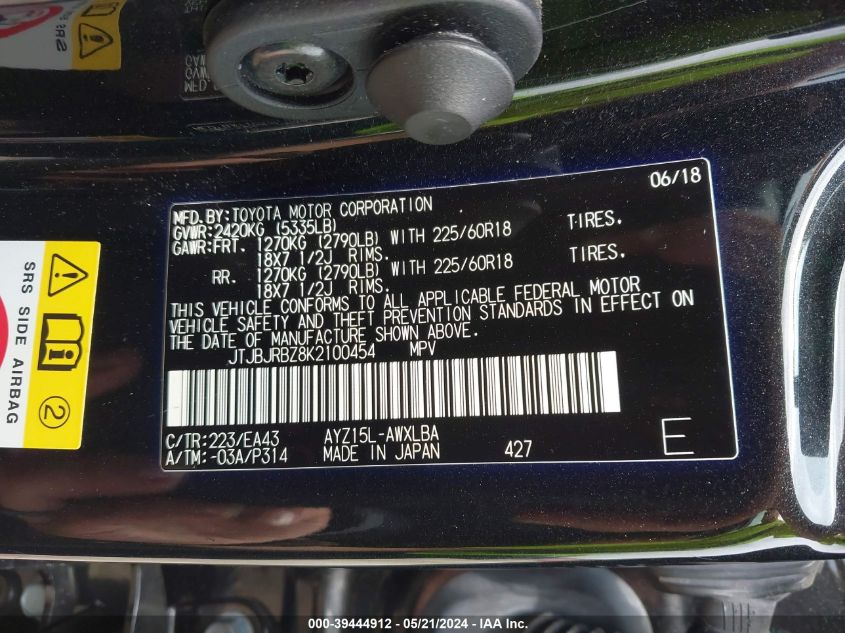 06/18
MFD.BY:TOYOTA MOTOR CORPORATION
GVWR:2420KG (5335LB)
GAWR:FRT. 1270KG (2790LB) WITH 225/60R18 TIRES.
18X7 1/2J RIMS.
RR. 1270KG (2790LB) WITH 225/60R18 TIRES.
18X7 1/2J RIMS.
THIS VEHICLE CONFORMS TO ALL APPLICABLE FEDERAL MOTOR
VEHICLE SAFETY AND THEFT PREVENTION STANDARDS IN EFFECT ON
THE DATE OF MANUFACTURE SHOWN ABOVE.
JTJBJRBZ8K2100454 MPV
C/TR:223/EA43 AYZ15L-AWXLBA
A/TM:-03A/P314 MADE IN JAPAN 427 E
SRS SIDE AIRBAG
2
000-39444912 / 05/21/2024 - IAA Inc.